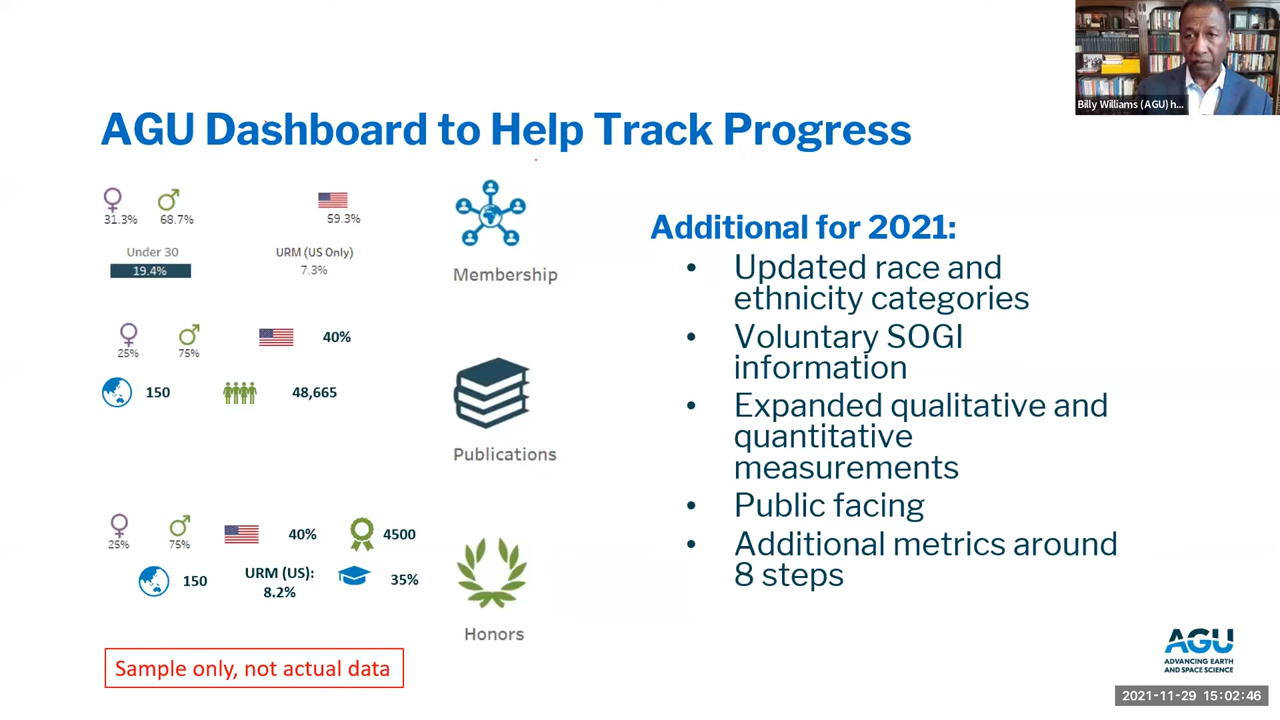 Billy Williams (AGU) h...
AGU Dashboard to Help Track Progress
31.3%
68.7%
59.3%
Under 30
19.4%
URM (US Only)
7.3%
Membership
25%
75%
40%
150
48,665
Publications
25%
75%
40%
4500
150
URM (US):
8.2%
35%
Honors
Sample only, not actual data
Additional for 2021:
• Updated race and
ethnicity categories
• Voluntary SOGI
information
• Expanded qualitative and
quantitative
measurements
• Public facing
• Additional metrics around
8 steps
AGU
ADVANCING EARTH
AND SPACE SCIENCE
2021-11-29 15:02:46